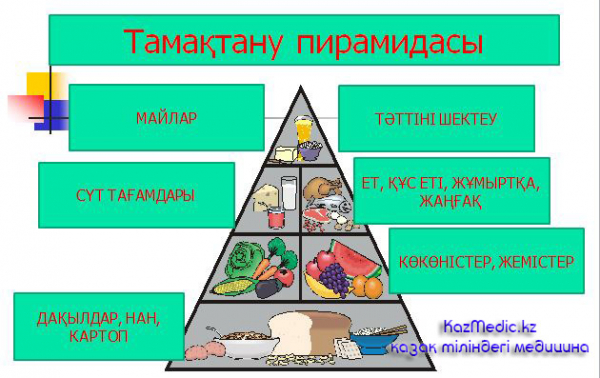 Тамақтану пирамидасы
МАЙЛАР
ТӘТТІНІ ШЕКТЕУ
СҮТ ТАҒАМДАРЫ
ЕТ, ҚҰС ЕТІ, ЖҰМЫРТҚА,
ЖАҢҒАҚ
КӨКӨНІСТЕР, ЖЕМІСТЕР
ДАҚЫЛДАР, НАН,
КАРТОП
KazMedic.kz
қазақ тіліндегі медицина